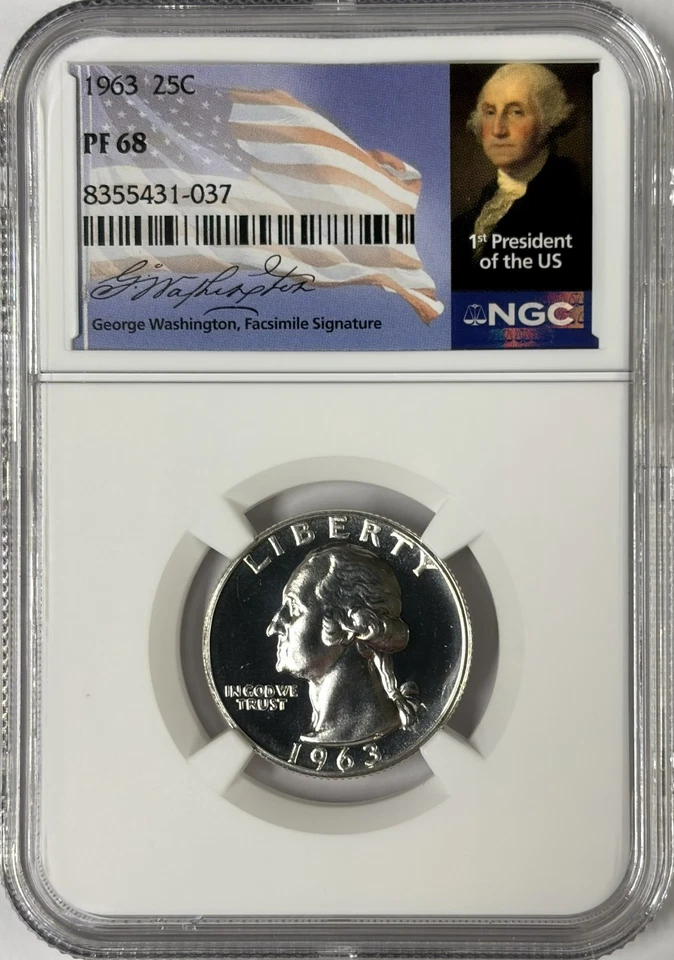 1963 25C
PF 68
8355431-037
G. Washington
George Washington, Facsimile Signature
1st President
of the US
NGC
LIBERTY
IN GOD WE
TRUST
1963